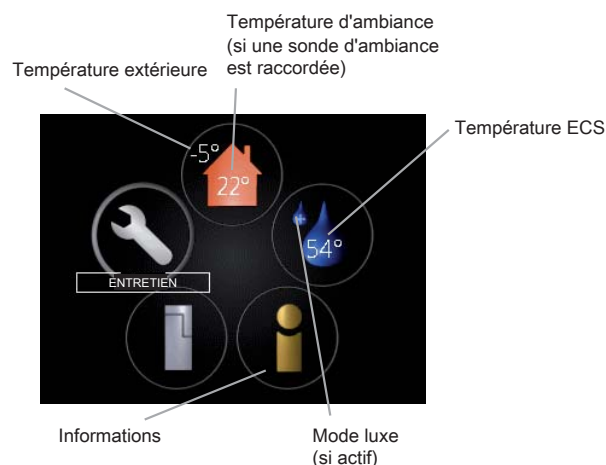 Température d'ambiance
(si une sonde d'ambiance
est raccordée)
Température extérieure
Température ECS
-5°
22°
54°
ENTRETIEN
Informations
Mode luxe
(si actif)